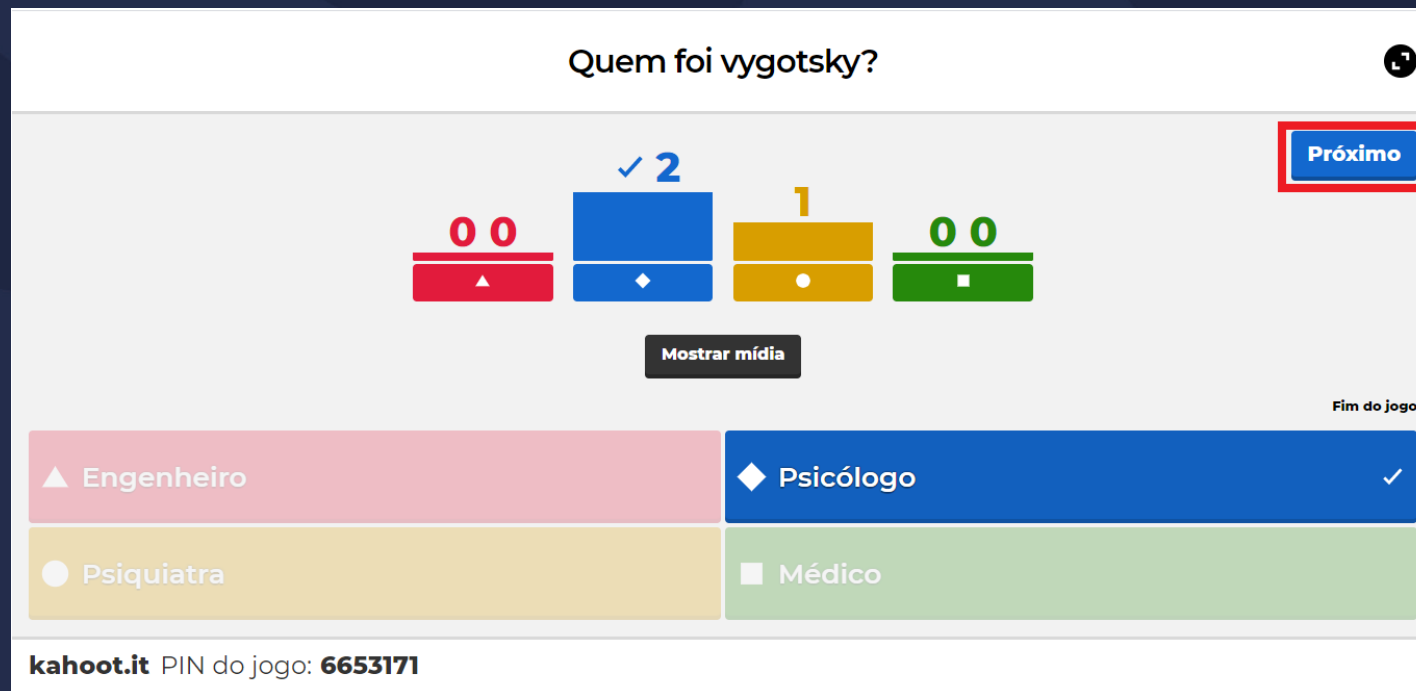 Quem foi vygotsky?
Próximo
2
1
0 0
0 0
Mostrar mídia
Fim do jogo
Engenheiro
Psicólogo
Psiquiatra
Médico
kahoot.it PIN do jogo: 6653171